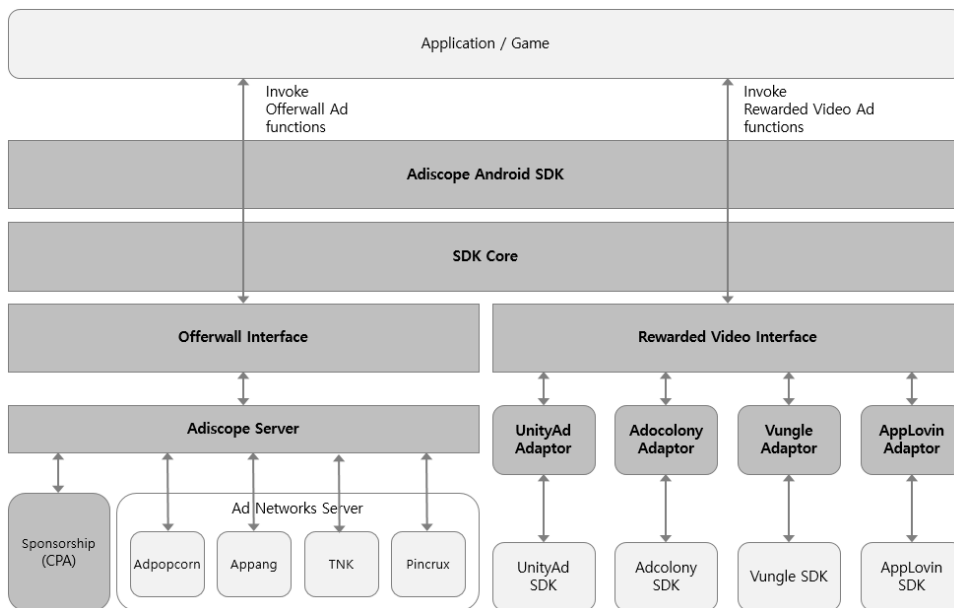 Application / Game
Invoke
Offerwall Ad
functions
Invoke
Rewarded Video Ad
functions
Adiscope Android SDK
SDK Core
Offerwall Interface
Rewarded Video Interface
Adiscope Server
UnityAd
Adaptor
Adocolony
Adaptor
Vungle
Adaptor
AppLovin
Adaptor
Sponsorship
(CPA)
Ad Networks Server
Adpopcorn
Appang
TNK
Pincrux
UnityAd
SDK
Adcolony
SDK
Vungle SDK
AppLovin
SDK